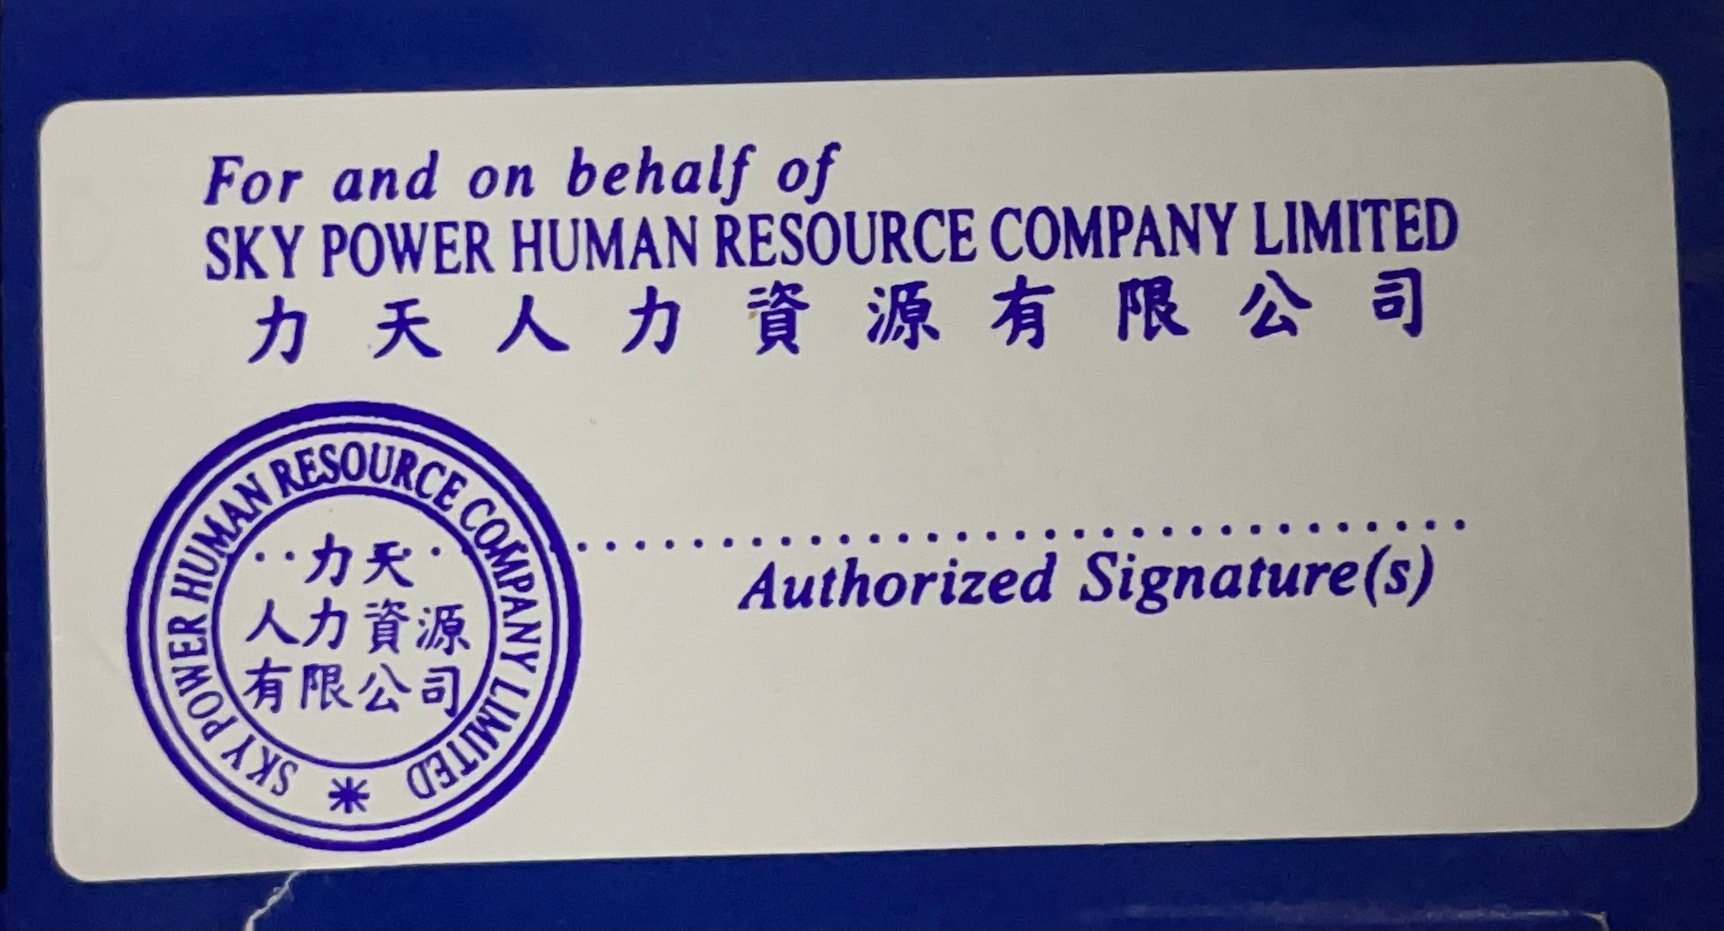 For and on behalf of
SKY POWER HUMAN RESOURCE COMPANY LIMITED
力天人力資源有限公司
SKY POWER HUMAN RESOURCE COMPANY LIMITED
力天
人力資源
有限公司
Authorized Signature(s)